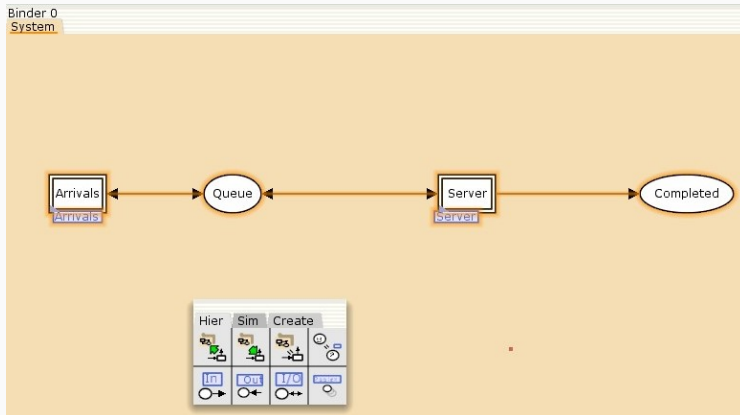 Binder 0
System
Arrivals
Queue
Server
Completed
Arrivals
Server
Hier Sim Create
In Out I/O